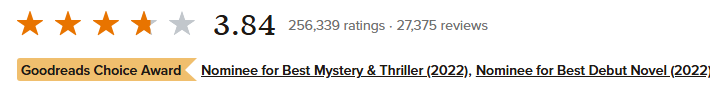 3.84 256,339 ratings · 27,375 reviews
Goodreads Choice Award Nominee for Best Mystery & Thriller (2022), Nominee for Best Debut Novel (2022)